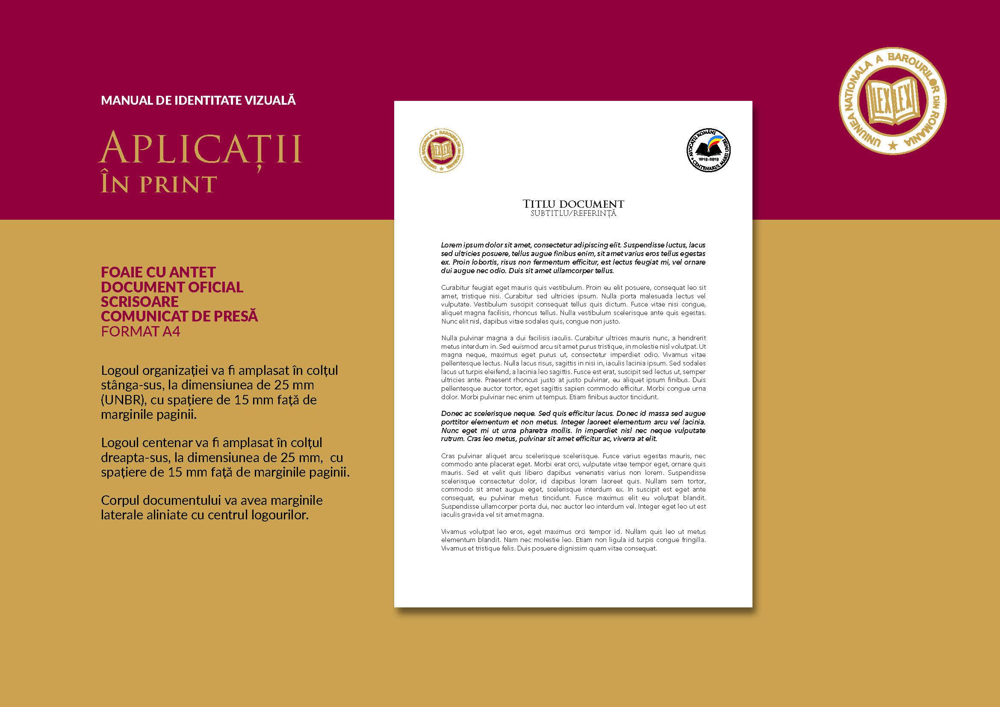 MANUAL DE IDENTITATE VIZUALĂ
APLICAȚII
ÎN PRINT
FOAIE CU ANTET
DOCUMENT OFICIAL
SCRISOARE
COMUNICAT DE PRESĂ
FORMAT A4
Logoul organizației va fi amplasat în colțul
stânga-sus, la dimensiunea de 25 mm
(UNBR), cu spațiere de 15 mm față de
marginile paginii.
Logoul centenar va fi amplasat în colțul
dreapta-sus, la dimensiunea de 25 mm,  cu
spațiere de 15 mm față de marginile paginii.
Corpul documentului va avea marginile
laterale aliniate cu centrul logourilor.
UNIUNEA NATIONALA A BAROURILOR DIN ROMANIA
LEX LEX
AVOCAȚII ROMÂNI
CENTENARUL MARII UNIRI
1918-2018
TITLU DOCUMENT
SUBTITLU/REFERINȚĂ
Lorem ipsum dolor sit amet, consectetur adipiscing elit. Suspendisse luctus, lacus
sed ultricies posuere, tellus augue finibus enim, sit amet varius eros tellus egestas
ex. Proin lobortis, risus non fermentum efficitur, est lectus feugiat mi, vel ornare
dui augue nec odio. Duis sit amet ullamcorper tellus.
Curabitur feugiat eget mauris quis vestibulum. Proin eu elit posuere, consequat leo sit
amet, tristique nisi. Curabitur sed ultricies ipsum. Nulla porta malesuada lectus vel
vulputate. Vestibulum suscipit consequat tellus quis dictum. Fusce vitae nisi congue,
aliquet magna facilisis, rhoncus tellus. Nulla vestibulum scelerisque ante quis egestas.
Nunc elit nisl, dapibus vitae sodales quis, congue non justo.
Nulla pulvinar magna a dui facilisis iaculis. Curabitur ultrices mauris nunc, a hendrerit
metus interdum in. Sed euismod arcu sit amet purus tristique, in molestie nisl volutpat. Ut
magna neque, maximus eget purus ut, consectetur imperdiet odio. Vivamus vitae
pellentesque lectus. Nulla lacus risus, sagittis in nisi in, iaculis lacinia ipsum. Sed sodales
lacus ut turpis eleifend, a lacinia leo sagittis. Fusce est erat, suscipit sed lectus ut, semper
ultricies ante. Praesent rhoncus justo at justo pulvinar, eu aliquet ipsum finibus. Duis
pellentesque auctor tortor, eget sagittis sapien commodo efficitur. Morbi congue urna
dolor. Morbi pulvinar nec enim ut tempus. Etiam finibus auctor tincidunt.
Donec ac scelerisque neque. Sed quis efficitur lacus. Donec id massa sed augue
porttitor elementum et non metus. Integer laoreet elementum arcu vel lacinia.
Nunc eget mi ut urna pharetra mollis. In imperdiet nisl nec neque vulputate
rutrum. Cras leo metus, pulvinar sit amet efficitur ac, viverra at elit.
Cras pulvinar aliquet arcu scelerisque scelerisque. Fusce varius egestas mauris, nec
commodo ante placerat eget. Morbi erat orci, vulputate vitae tempor eget, ornare quis
mauris. Sed et velit quis libero dapibus venenatis varius non lorem. Suspendisse
scelerisque consectetur dolor, id dapibus lorem laoreet quis. Nullam sem tortor,
commodo sit amet augue eget, scelerisque interdum ex. In suscipit est eget ante
consequat, eu pulvinar metus tincidunt. Fusce maximus elit eu volutpat blandit.
Suspendisse ullamcorper porta dui, nec auctor leo interdum vel. Integer eget leo ut est
iaculis gravida vel sit amet magna.
Vivamus volutpat leo eros, eget maximus orci tempor id. Nullam quis leo ut metus
elementum blandit. Nam nec molestie leo. Etiam non ligula id turpis congue fringilla.
Vivamus et tristique felis. Duis posuere dignissim quam vitae consequat.
UNIUNEA NATIONALA A BAROURILOR DIN ROMANIA
LEX LEX